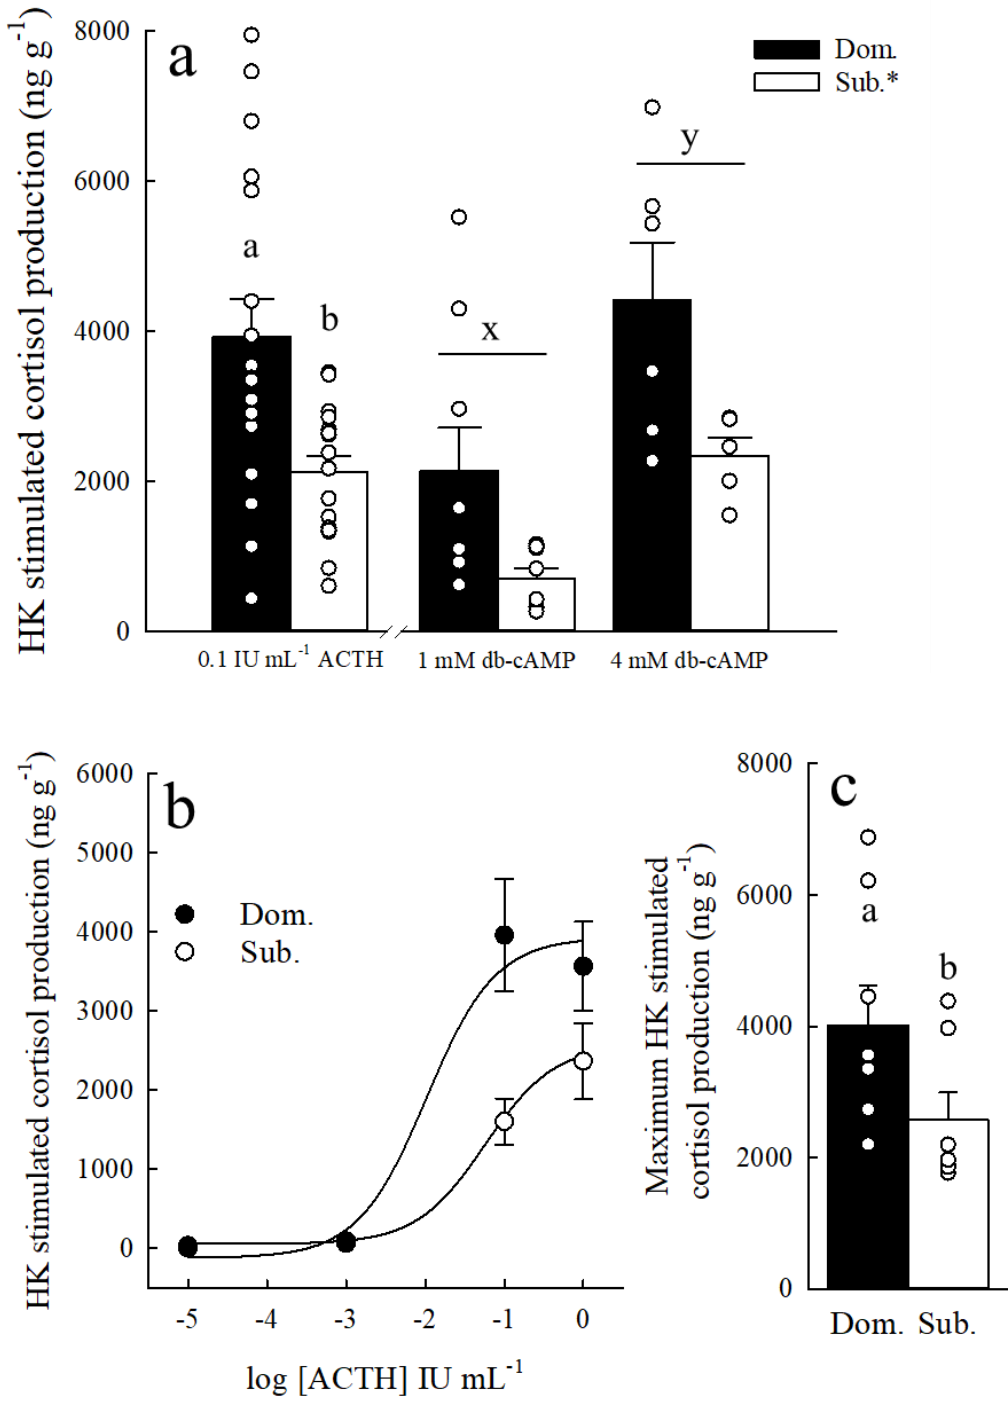 HK stimulated cortisol production (ng g⁻¹)
8000
6000
4000
2000
0
a
Dom.
Sub.*
a
b
x
y
0.1 IU mL⁻¹ ACTH
1 mM db-cAMP
4 mM db-cAMP
HK stimulated cortisol production (ng g⁻¹)
6000
5000
4000
3000
2000
1000
0
b
Dom.
Sub.
-5
-4
-3
-2
-1
0
log [ACTH] IU mL⁻¹
Maximum HK stimulated
cortisol production (ng g⁻¹)
8000
6000
4000
2000
0
c
a
b
Dom.
Sub.